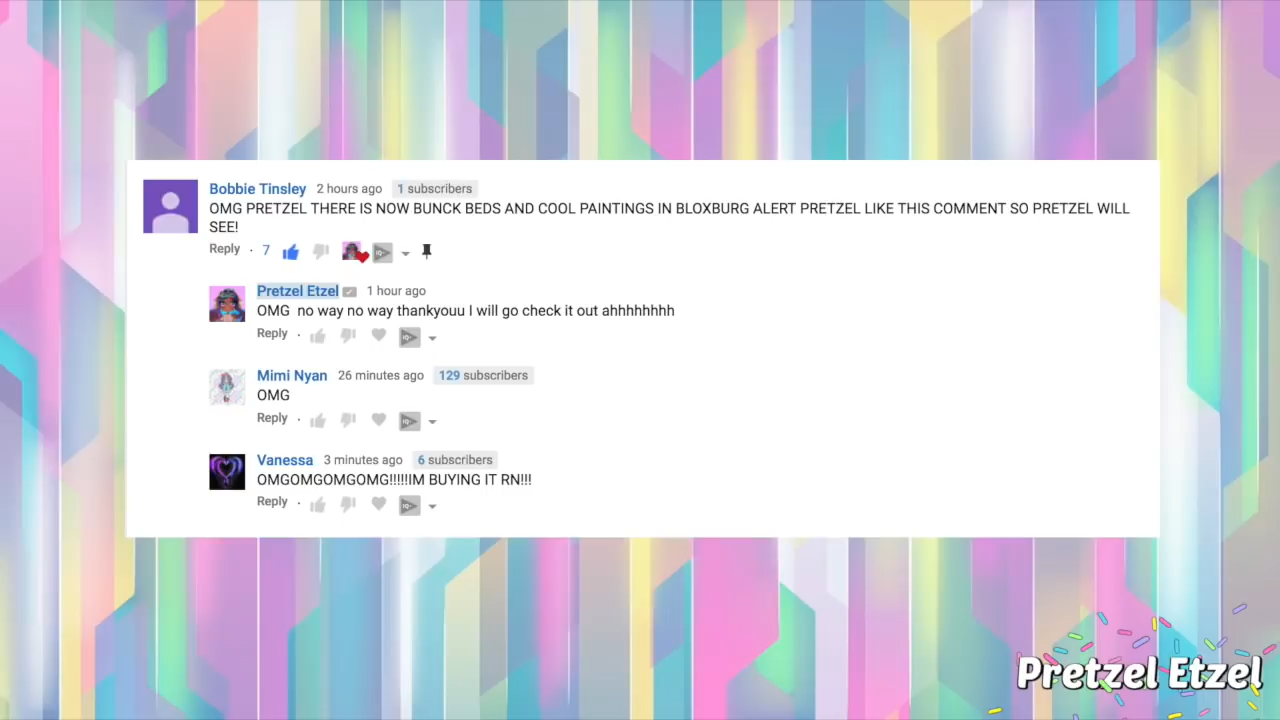 Bobbie Tinsley 2 hours ago 1 subscribers
OMG PRETZEL THERE IS NOW BUNCK BEDS AND COOL PAINTINGS IN BLOXBURG ALERT PRETZEL LIKE THIS COMMENT SO PRETZEL WILL
SEE!
Reply · 7
Pretzel Etzel 1 hour ago
OMG  no way no way thankyouu I will go check it out ahhhhhhhh
Reply ·
Mimi Nyan 26 minutes ago 129 subscribers
OMG
Reply ·
Vanessa 3 minutes ago 6 subscribers
OMGOMGOMGOMG!!!!!IM BUYING IT RN!!!
Reply ·
Pretzel Etzel